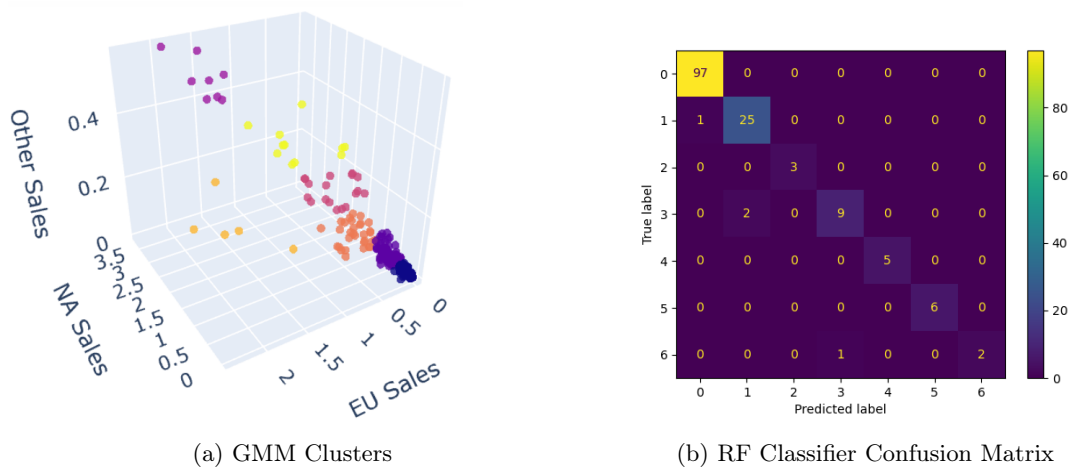 0.4
0.2
0
Other Sales
3.5
3
2.5
2
1.5
1
0.5
0
NA Sales
2
1.5
1
0.5
0
EU Sales
(a) GMM Clusters
0 97 0 0 0 0 0 0
1 1 25 0 0 0 0 0
2 0 0 3 0 0 0 0
3 0 2 0 9 0 0 0
4 0 0 0 0 5 0 0
5 0 0 0 0 0 6 0
6 0 0 0 1 0 0 2
0 1 2 3 4 5 6
True label
Predicted label
80
60
40
20
0
(b) RF Classifier Confusion Matrix